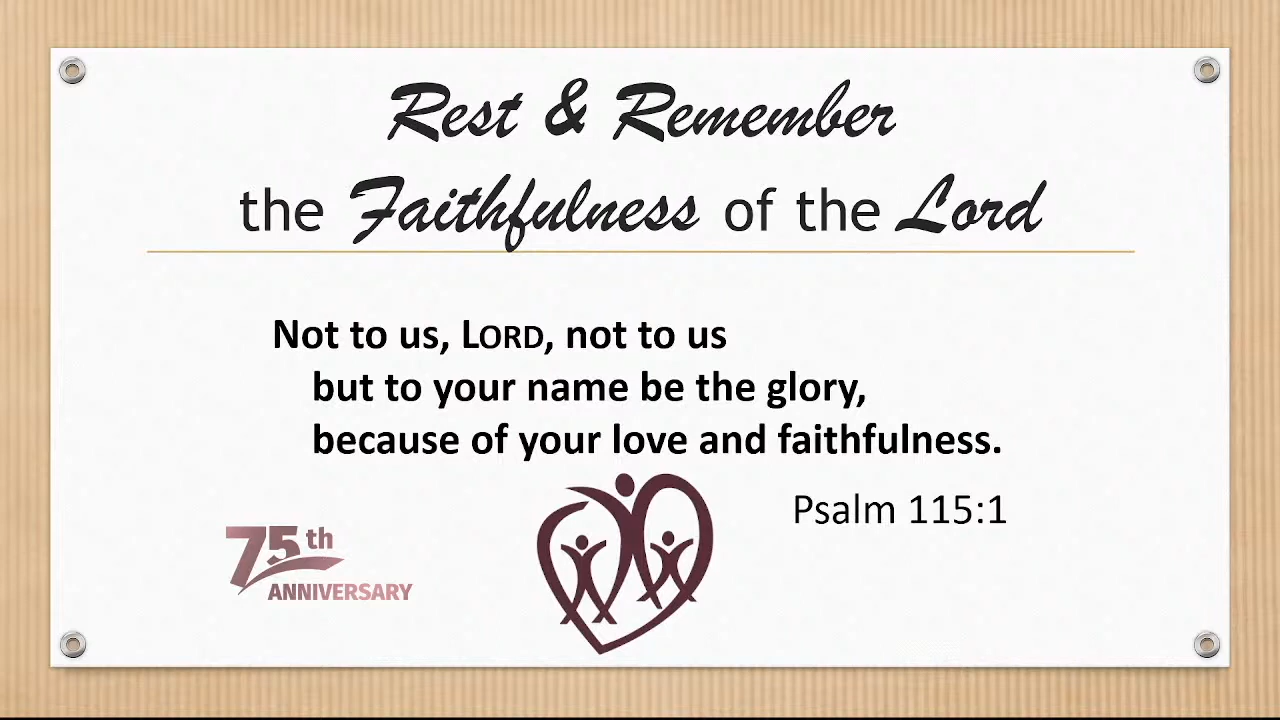 Rest & Remember
the Faithfulness of the Lord
Not to us, LORD, not to us
but to your name be the glory,
because of your love and faithfulness.
Psalm 115:1
75th
ANNIVERSARY